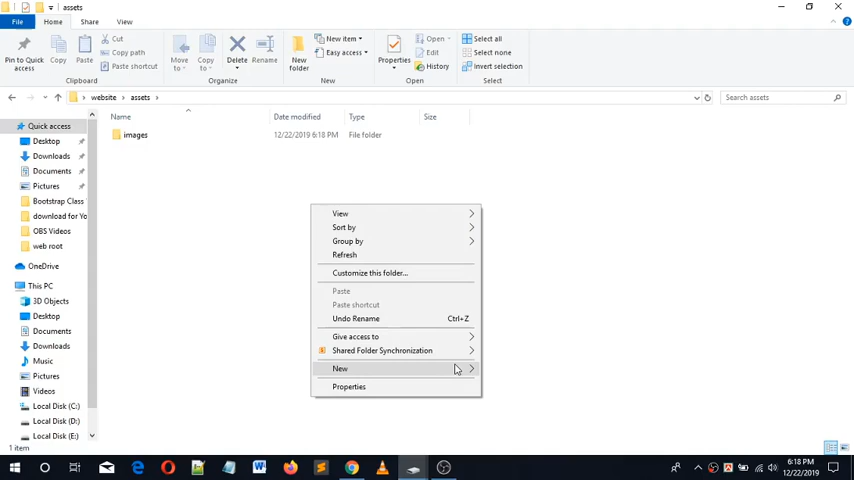 assets
File
Home
Share
View
Pin to Quick access
Copy
Paste
Cut
Copy path
Paste shortcut
Clipboard
Move to
Copy to
Delete
Rename
Organize
New folder
New item
Easy access
New
Properties
Open
Edit
History
Open
Select all
Select none
Invert selection
Select
website
assets
Search assets
Name
Date modified
Type
Size
images
12/22/2019 6:18 PM
File folder
Quick access
Desktop
Downloads
Documents
Pictures
Bootstrap Class
download for Yo
OBS Videos
web root
OneDrive
This PC
3D Objects
Desktop
Documents
Downloads
Music
Pictures
Videos
Local Disk (C:)
Local Disk (D:)
Local Disk (E:)
View
Sort by
Group by
Refresh
Customize this folder...
Paste
Paste shortcut
Undo Rename Ctrl+Z
Give access to
Shared Folder Synchronization
New
Properties
1 item
6:18 PM
12/22/2019